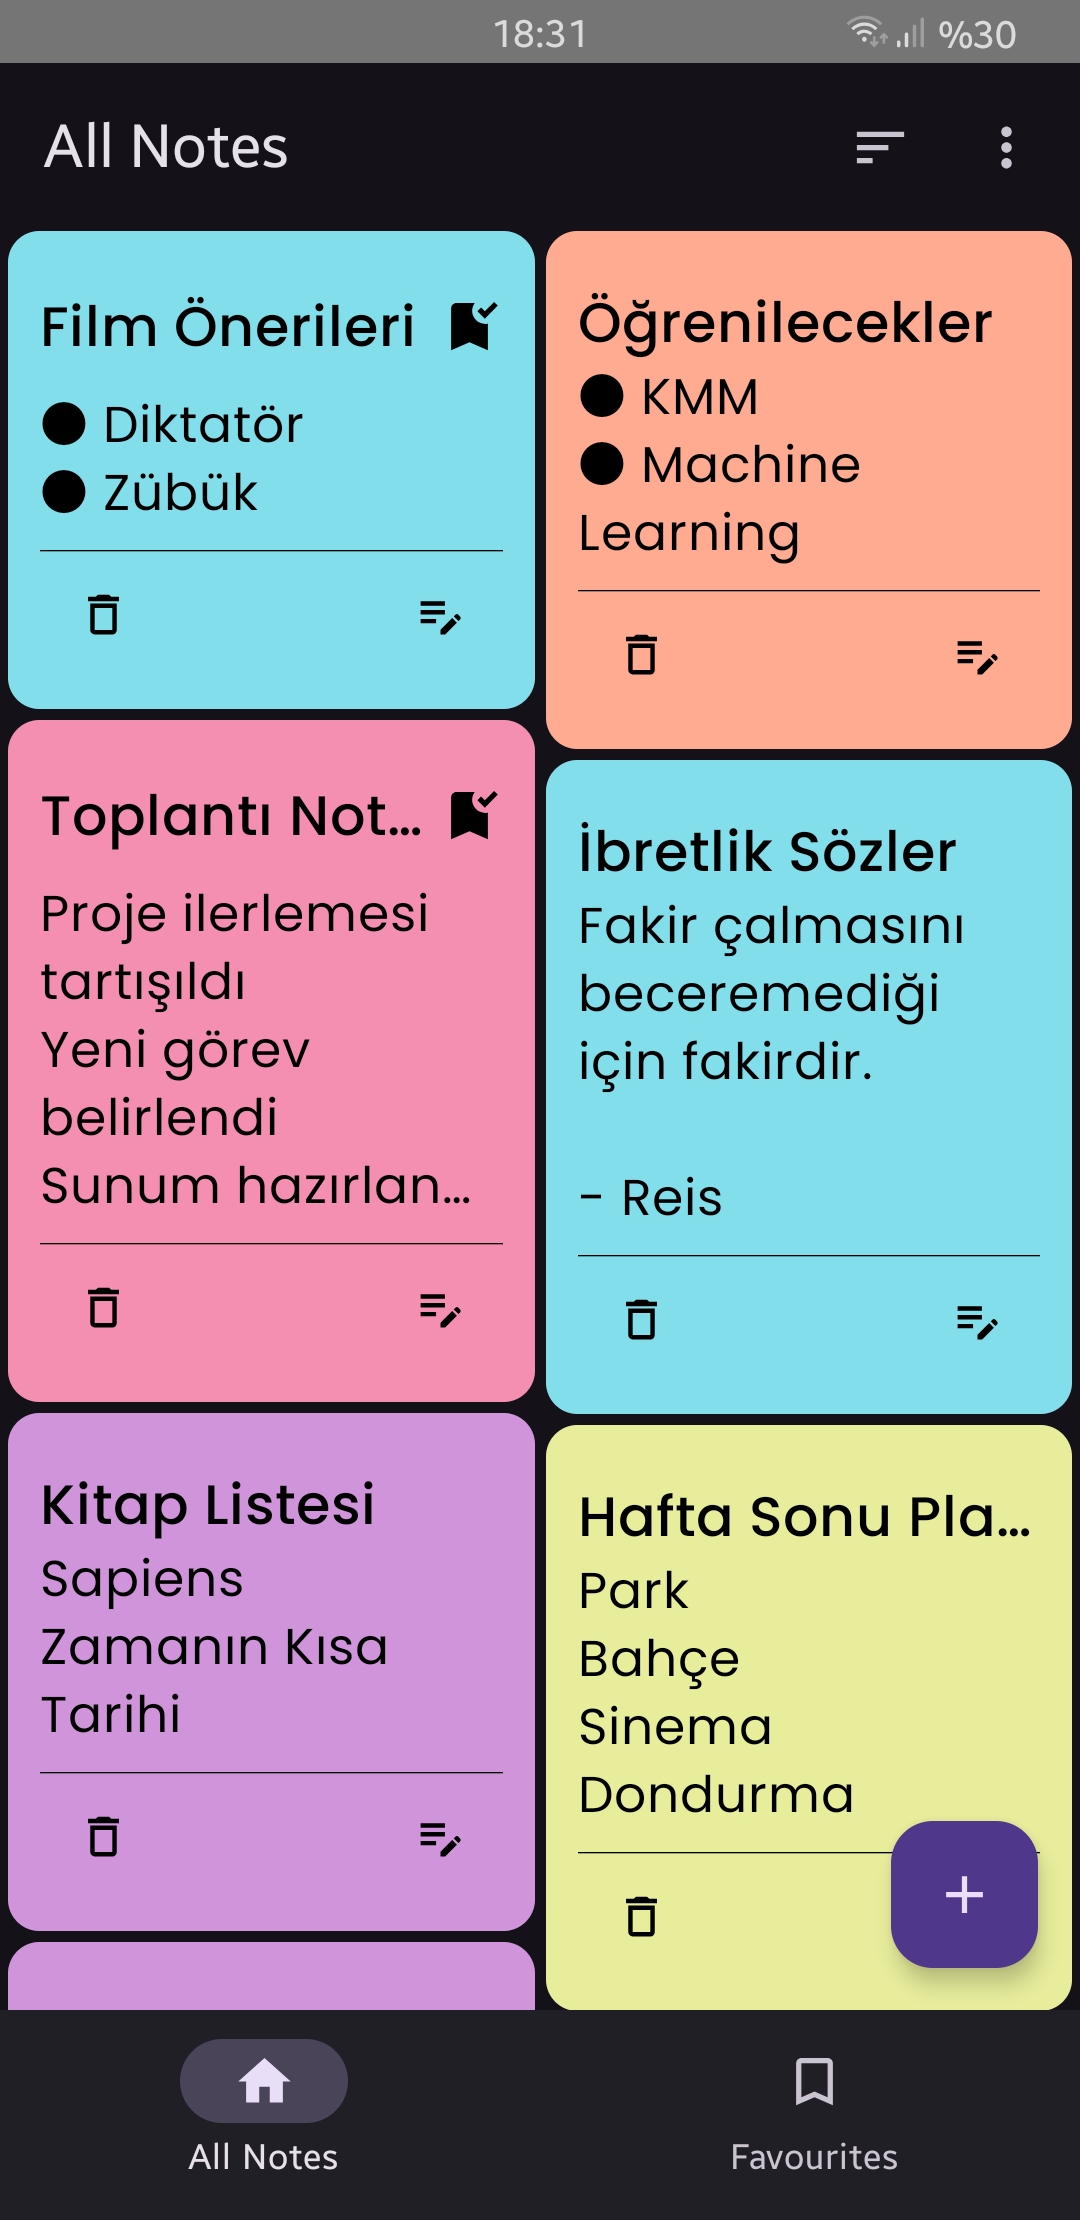 18:31
%30
All Notes
Film Önerileri
● Diktatör
● Zübük
Öğrenilecekler
● KMM
● Machine
Learning
Toplantı Not...
Proje ilerlemesi
tartışıldı
Yeni görev
belirlendi
Sunum hazırlan...
İbretlik Sözler
Fakir çalmasını
beceremediği
için fakirdir.
- Reis
Kitap Listesi
Sapiens
Zamanın Kısa
Tarihi
Hafta Sonu Pla...
Park
Bahçe
Sinema
Dondurma
All Notes
Favourites